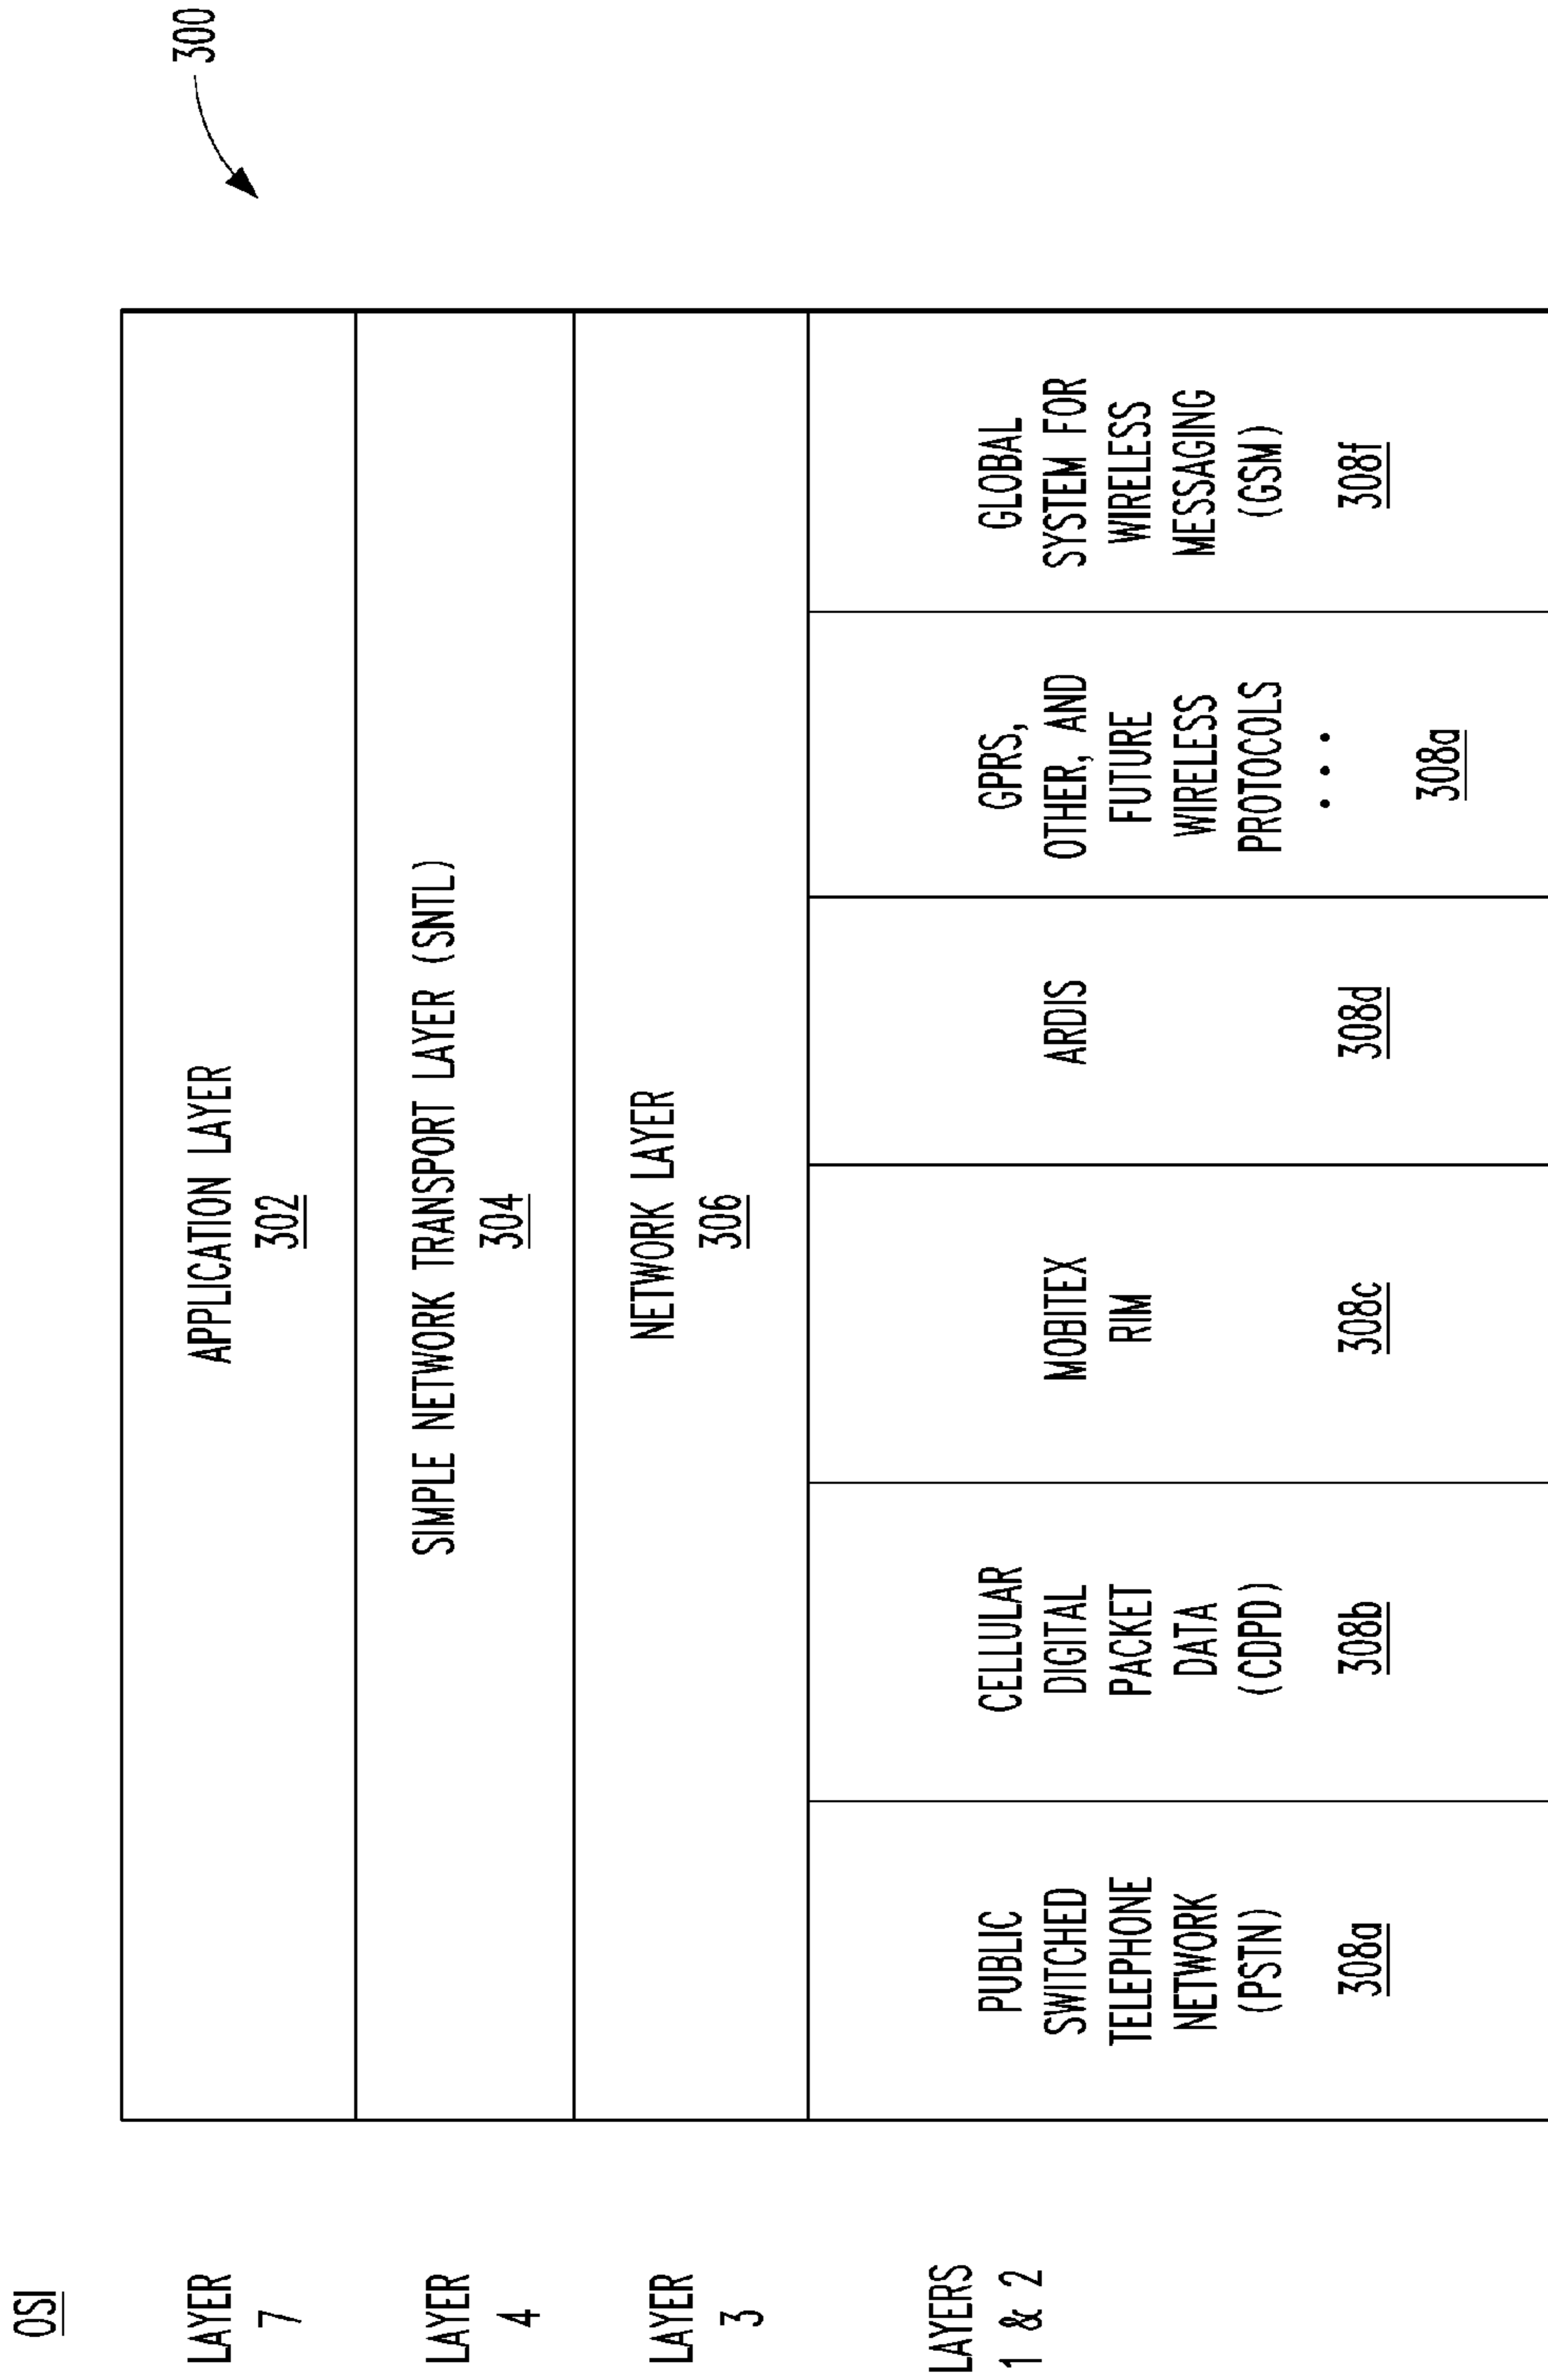 300
OSI
LAYER
7
APPLICATION LAYER
302
LAYER
4
SIMPLE NETWORK TRANSPORT LAYER (SNTL)
304
LAYER
3
NETWORK LAYER
306
LAYERS
1 & 2
PUBLIC
SWITCHED
TELEPHONE
NETWORK
(PSTN)
308a
CELLULAR
DIGITAL
PACKET
DATA
(CDPD)
308b
MOBITEX
RIM
308c
ARDIS
308d
GPRS,
OTHER, AND
FUTURE
WIRELESS
PROTOCOLS
...
308a
GLOBAL
SYSTEM FOR
WIRELESS
MESSAGING
(GSM)
308f